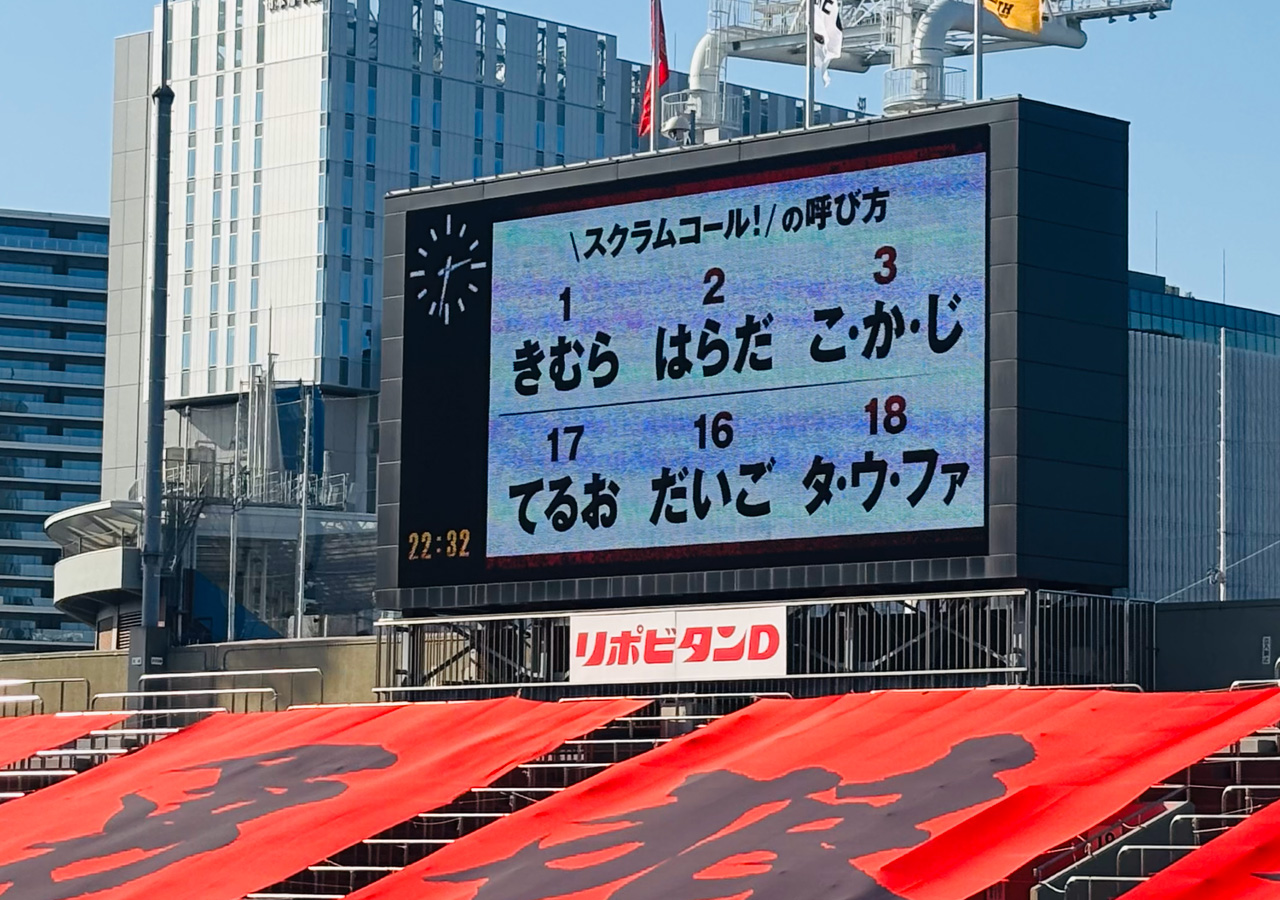 \スクラムコール!/の呼び方
1 2 3
きむら はらだ こ・か・じ
17 16 18
てるお だいご タ・ウ・ファ
22:32
リポビタンD